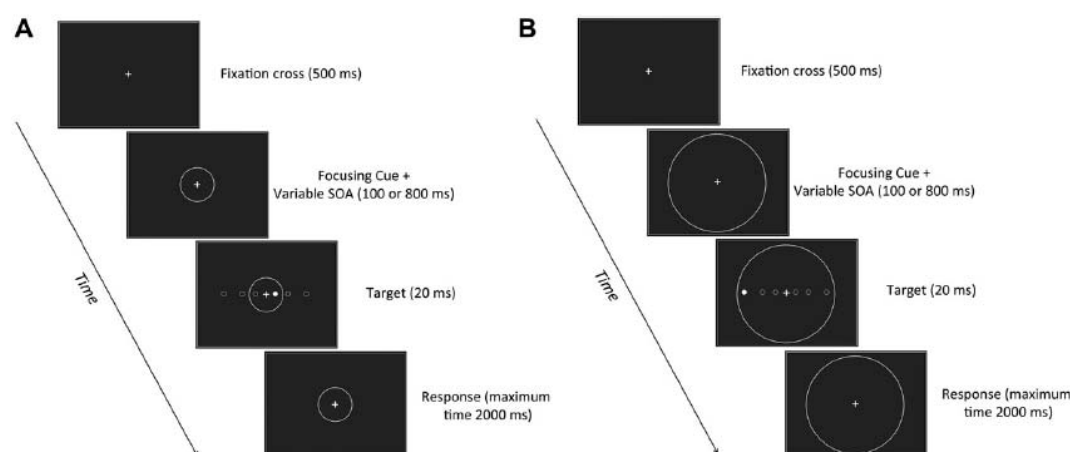 A
Fixation cross (500 ms)
Focusing Cue +
Variable SOA (100 or 800 ms)
Time
Target (20 ms)
Response (maximum
time 2000 ms)
B
Fixation cross (500 ms)
Focusing Cue +
Variable SOA (100 or 800 ms)
Time
Target (20 ms)
Response (maximum
time 2000 ms)